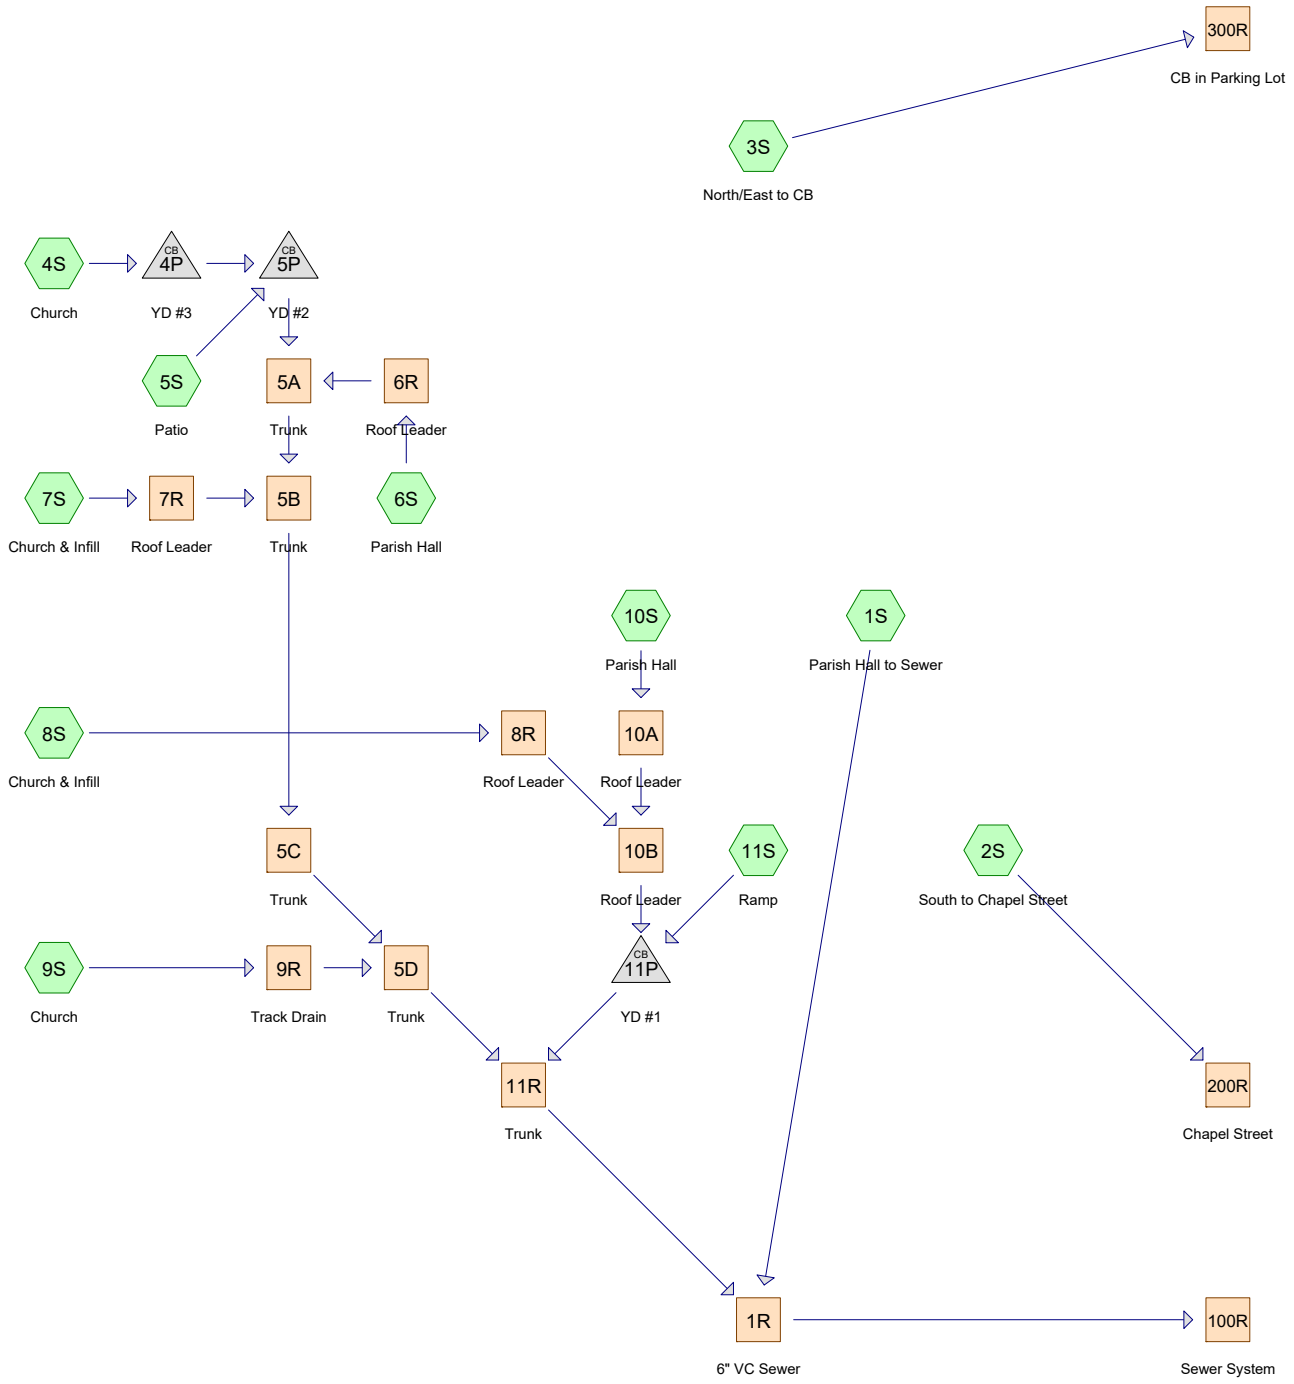 300R
CB in Parking Lot
3S
North/East to CB
4S
Church
CB
4P
YD #3
CB
5P
YD #2
5S
Patio
5A
Trunk
6R
Roof Leader
7S
Church & Infill
7R
Roof Leader
5B
Trunk
6S
Parish Hall
10S
Parish Hall
1S
Parish Hall to Sewer
8S
Church & Infill
8R
Roof Leader
10A
Roof Leader
5C
Trunk
10B
Roof Leader
11S
Ramp
2S
South to Chapel Street
9S
Church
9R
Track Drain
5D
Trunk
CB
11P
YD #1
11R
Trunk
200R
Chapel Street
1R
6" VC Sewer
100R
Sewer System